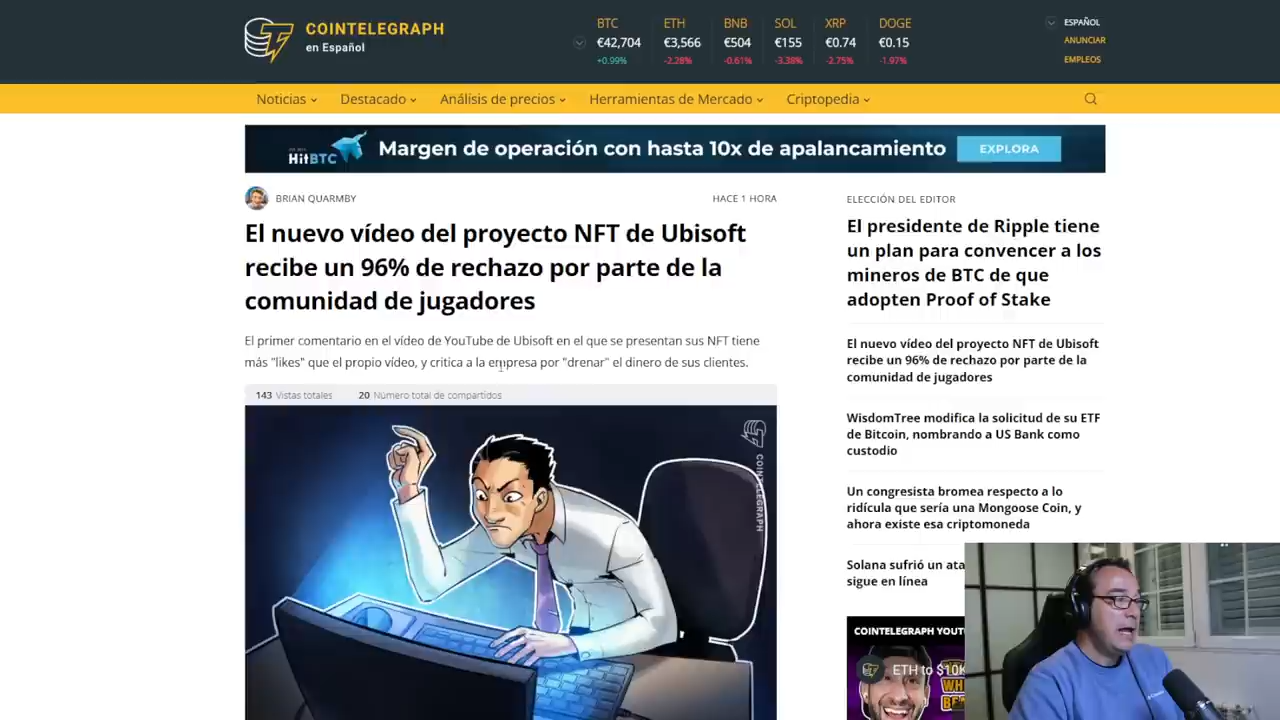 COINTELEGRAPH
en Español
BTC ETH BNB SOL XRP DOGE
€42,704 €3,566 €504 €155 €0.74 €0.15
+0.99% -2.28% -0.61% -3.38% -2.75% -1.97%
ESPAÑOL
ANUNCIAR
EMPLEOS
Noticias Destacado Análisis de precios Herramientas de Mercado Criptopedia
HitBTC Margen de operación con hasta 10x de apalancamiento EXPLORA
BRIAN QUARMBY HACE 1 HORA
El nuevo vídeo del proyecto NFT de Ubisoft
recibe un 96% de rechazo por parte de la
comunidad de jugadores
El primer comentario en el vídeo de YouTube de Ubisoft en el que se presentan sus NFT tiene
más "likes" que el propio vídeo, y critica a la empresa por "drenar" el dinero de sus clientes.
143 Vistas totales 20 Número total de compartidos
COINTELEGRAPH
ELECCIÓN DEL EDITOR
El presidente de Ripple tiene
un plan para convencer a los
mineros de BTC de que
adopten Proof of Stake
El nuevo vídeo del proyecto NFT de Ubisoft
recibe un 96% de rechazo por parte de la
comunidad de jugadores
WisdomTree modifica la solicitud de su ETF
de Bitcoin, nombrando a US Bank como
custodio
Un congresista bromea respecto a lo
ridícula que sería una Mongoose Coin, y
ahora existe esa criptomoneda
Solana sufrió un ata
sigue en línea
COINTELEGRAPH YOUT
ETH to $10K